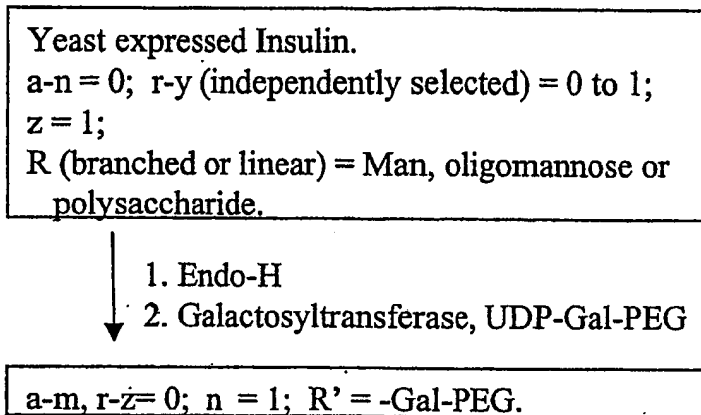 Yeast expressed Insulin.
a-n = 0; r-y (independently selected) = 0 to 1;
z = 1;
R (branched or linear) = Man, oligomannose or
polysaccharide.
1. Endo-H
2. Galactosyltransferase, UDP-Gal-PEG
a-m, r-z= 0; n = 1; R' = -Gal-PEG.